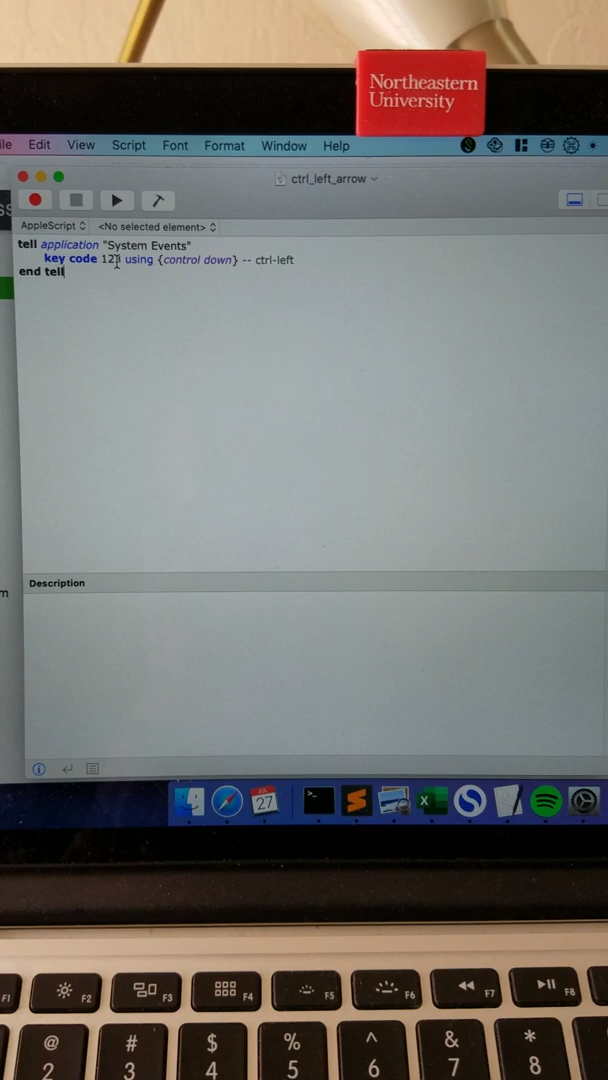 Northeastern
University
Edit View Script Font Format Window Help
ctrl_left_arrow
AppleScript <No selected element>
tell application "System Events"
key code 123 using {control down} -- ctrl-left
end tell
Description
27
F1 F2 F3 F4 F5 F6 F7 F8
@ # $ % ^ & *
2 3 4 5 6 7 8